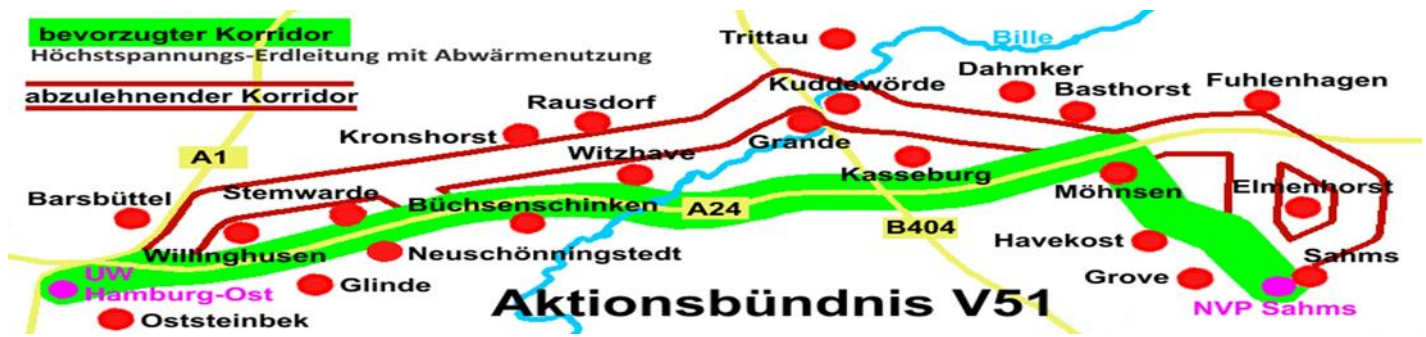 bevorzugter Korridor
Höchstspannungs-Erdleitung mit Abwärmenutzung
abzulehnender Korridor
Trittau
Bille
Dahmker
Fuhlenhagen
Kuddewörde
Basthorst
Rausdorf
Kronshorst
Grande
A1
Witzhave
Kasseburg
Barsbüttel
Stemwarde
Möhnsen
Elmenhorst
Büchsenschinken
A24
B404
Willinghusen
Neuschönningstedt
Havekost
Sahms
UW
Hamburg-Ost
Glinde
Grove
Aktionsbündnis V51
NVP Sahms
Oststeinbek